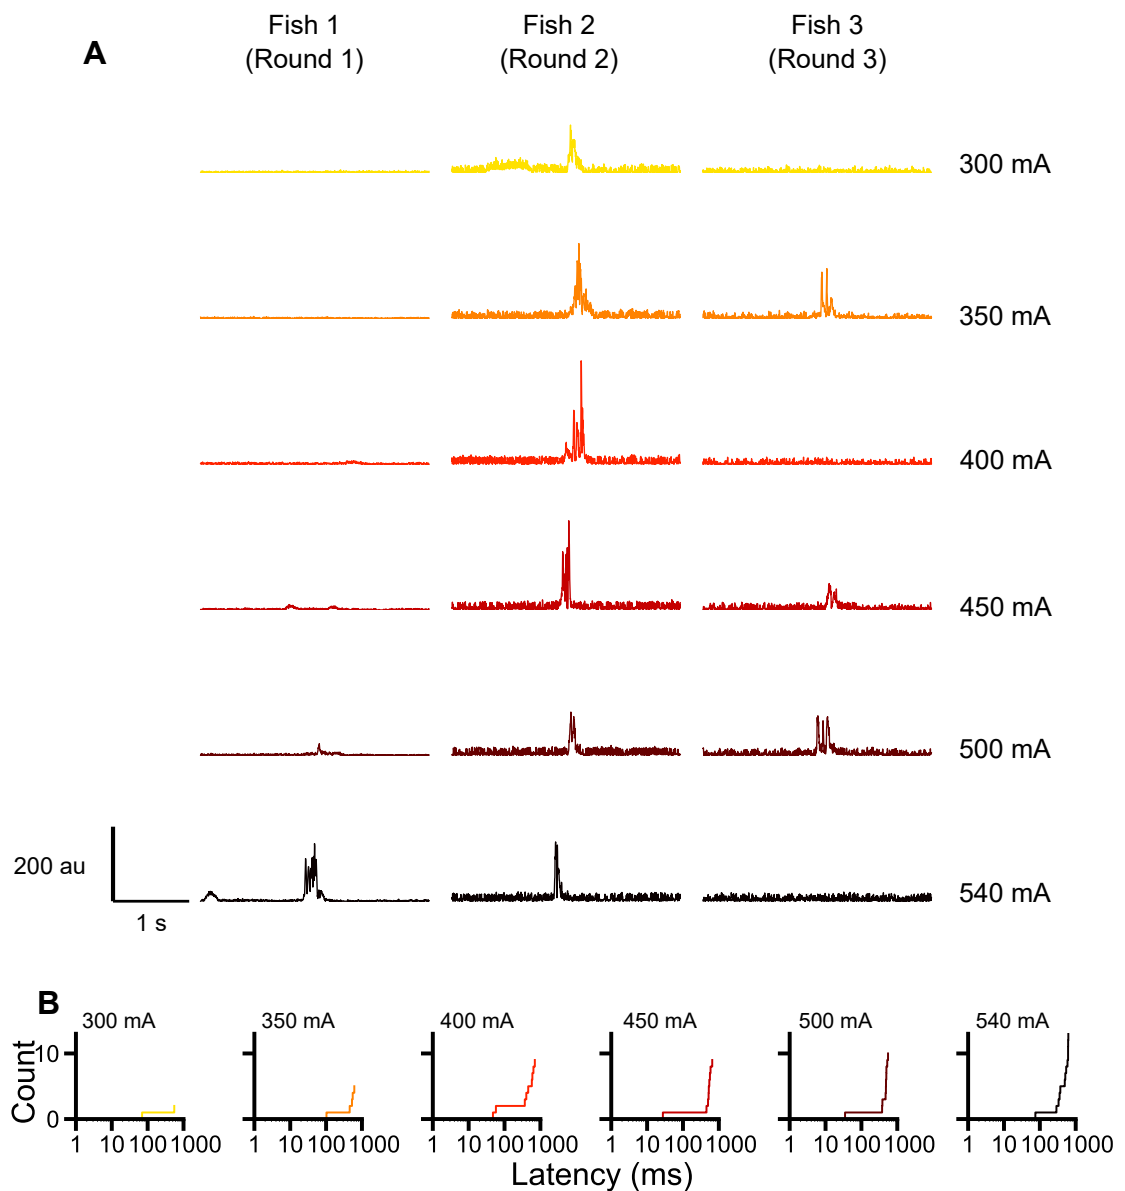 A
Fish 1
(Round 1)
Fish 2
(Round 2)
Fish 3
(Round 3)
300 mA
350 mA
400 mA
450 mA
500 mA
540 mA
200 au
1 s
B
300 mA
350 mA
400 mA
450 mA
500 mA
540 mA
Count
10
0
1 10 100 1000
1 10 100 1000
1 10 100 1000
1 10 100 1000
1 10 100 1000
1 10 100 1000
Latency (ms)